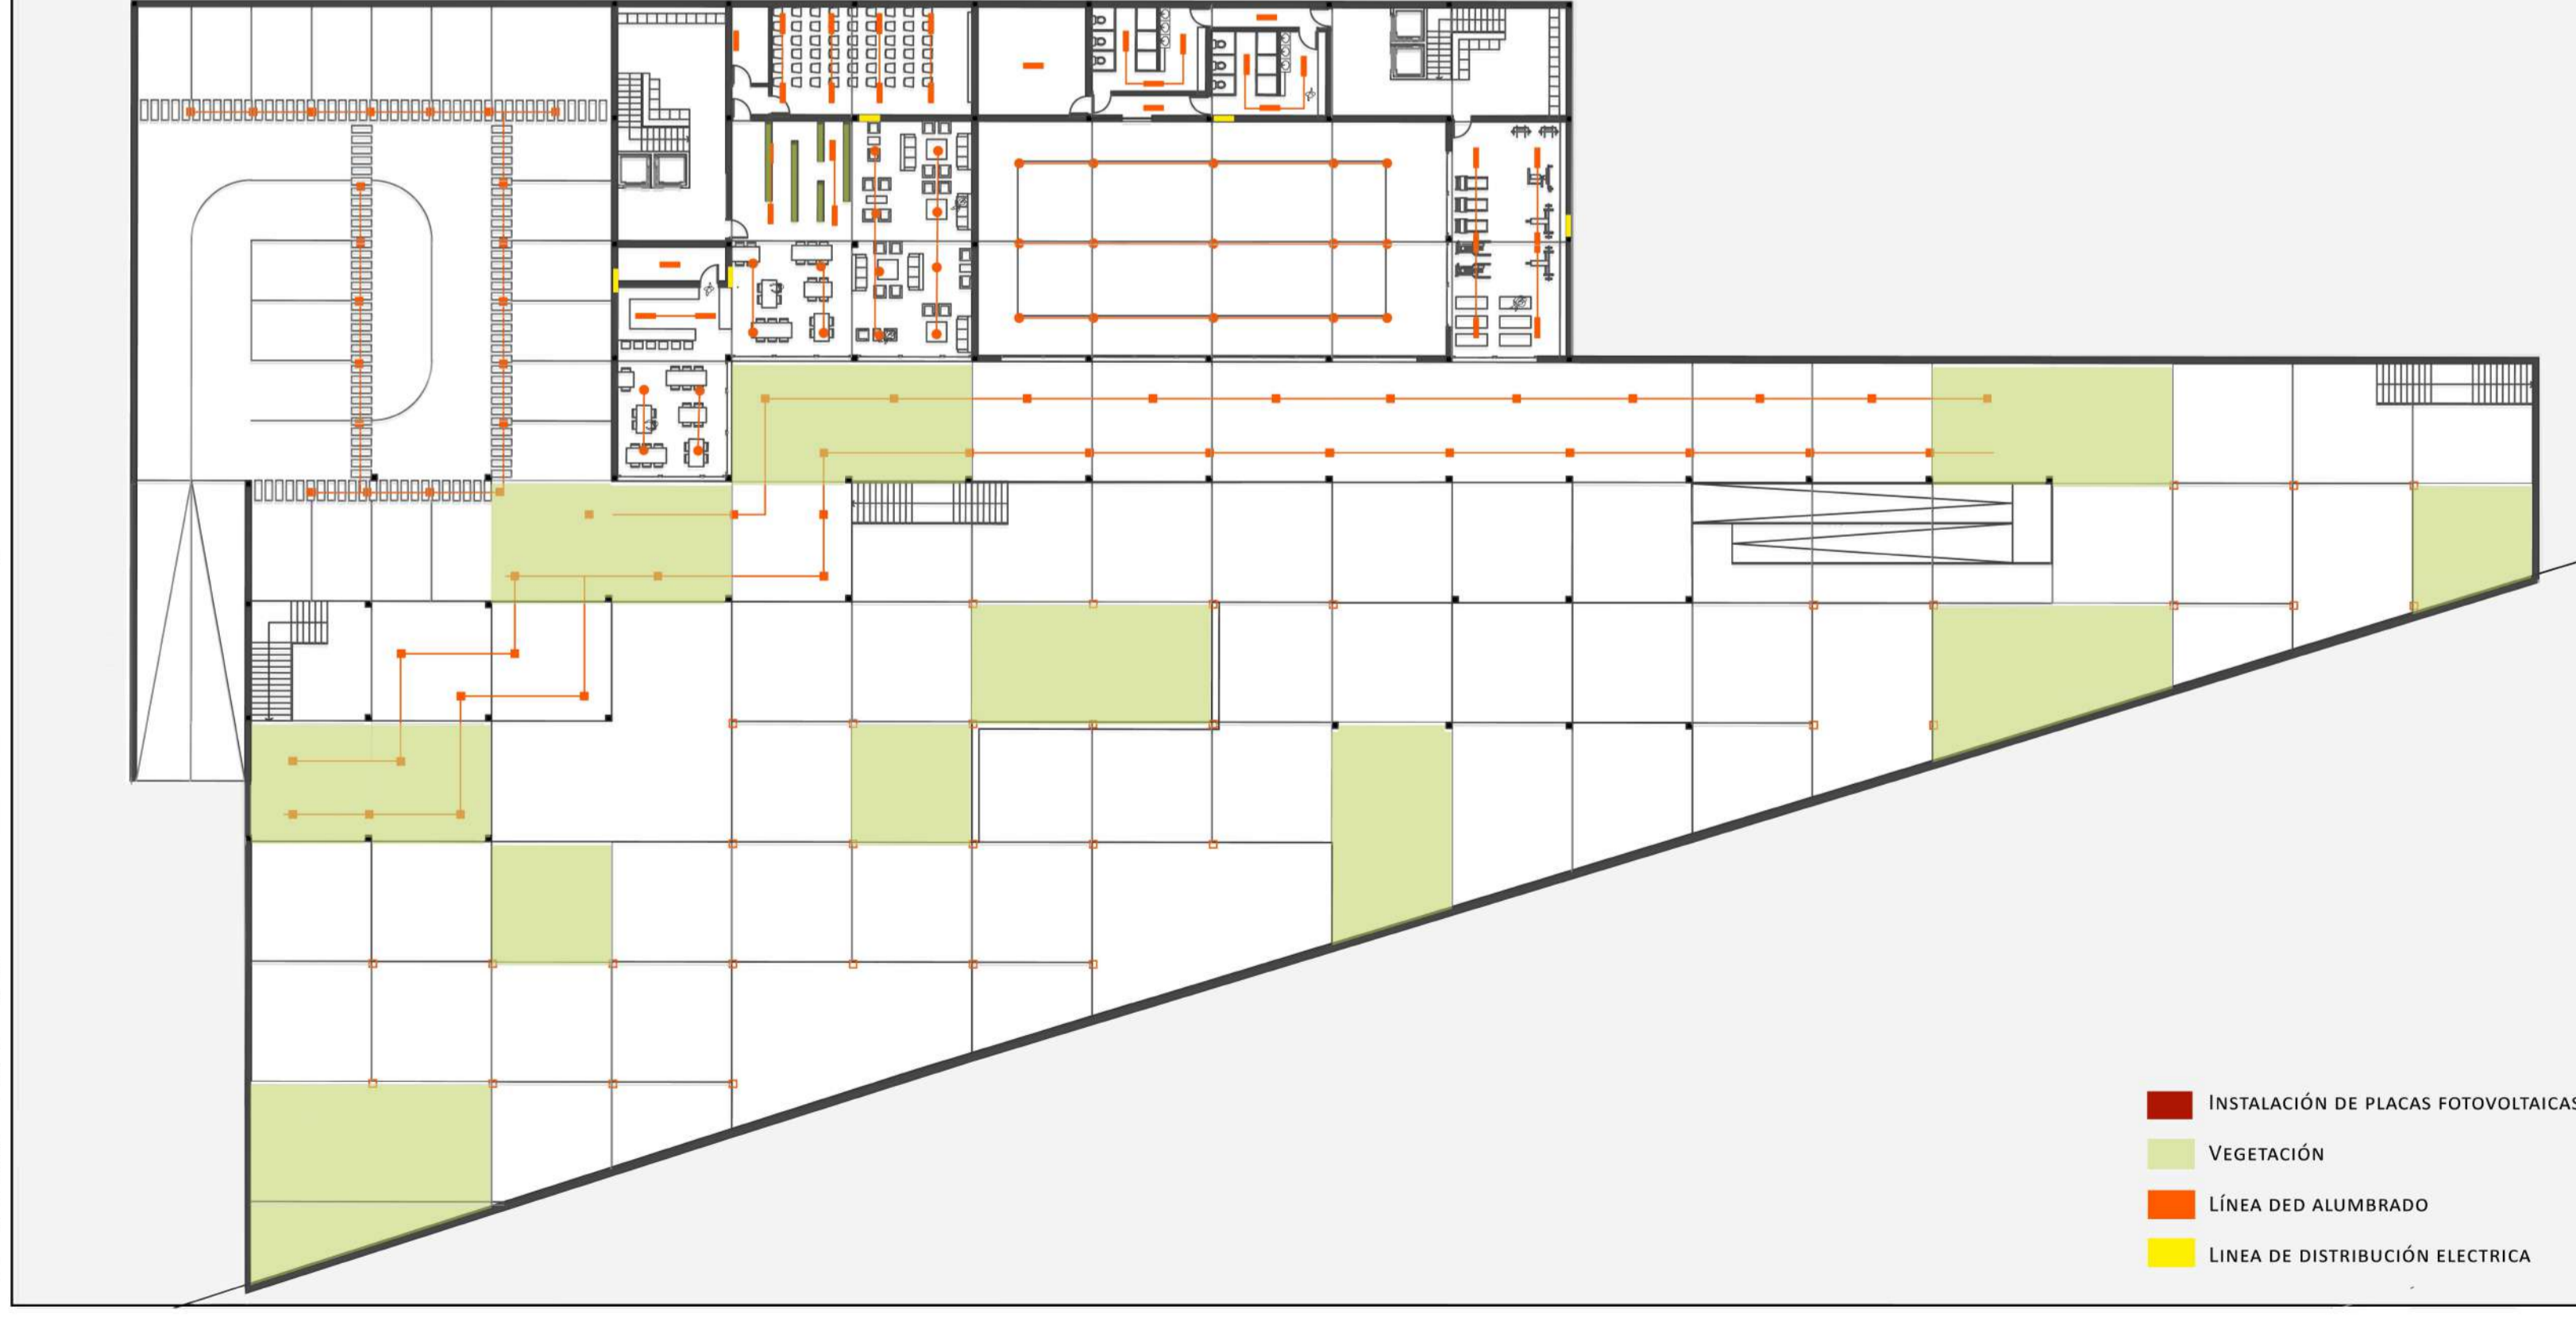 INSTALACIÓN DE PLACAS FOTOVOLTAICAS
VEGETACIÓN
LÍNEA DED ALUMBRADO
LINEA DE DISTRIBUCIÓN ELECTRICA